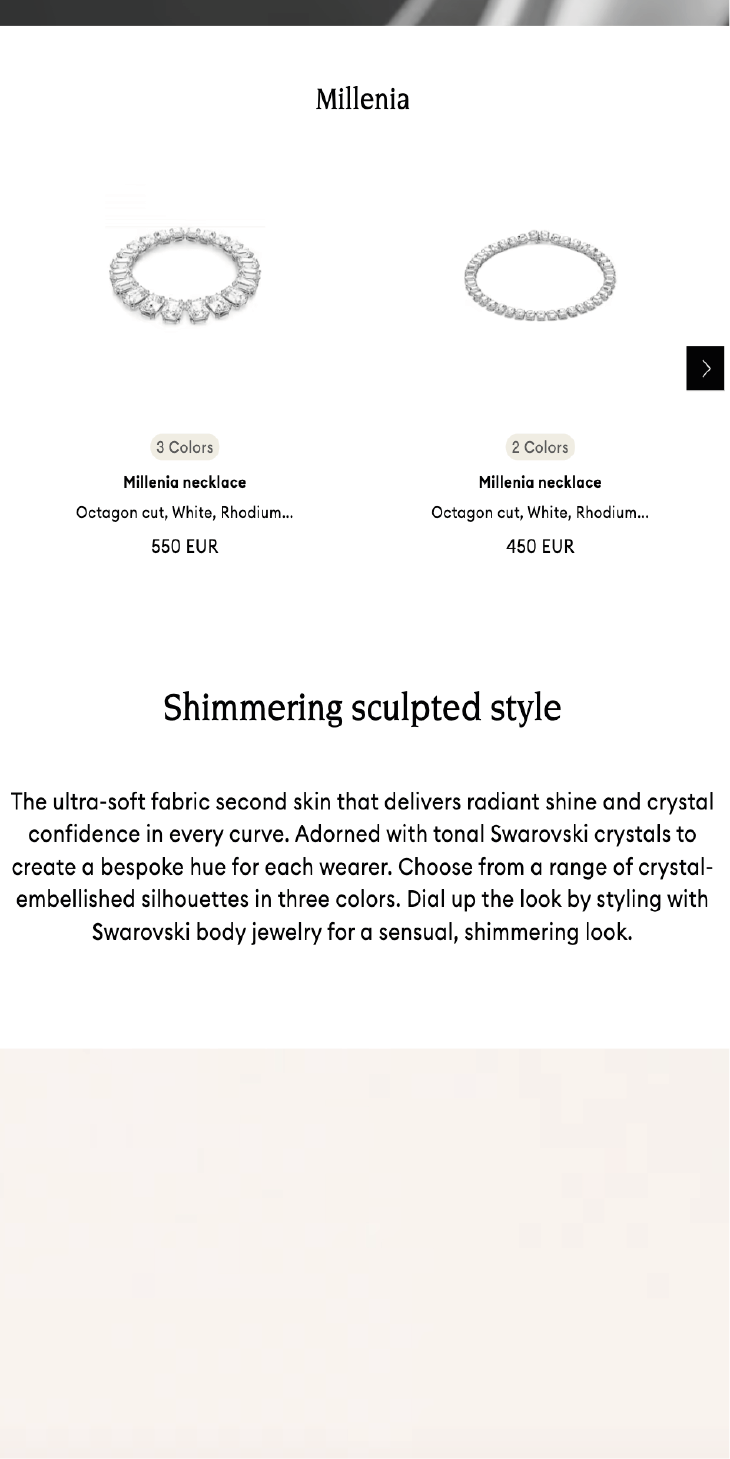 Millenia
3 Colors
Millenia necklace
Octagon cut, White, Rhodium...
550 EUR
2 Colors
Millenia necklace
Octagon cut, White, Rhodium...
450 EUR
Shimmering sculpted style
The ultra-soft fabric second skin that delivers radiant shine and crystal
confidence in every curve. Adorned with tonal Swarovski crystals to
create a bespoke hue for each wearer. Choose from a range of crystal-
embellished silhouettes in three colors. Dial up the look by styling with
Swarovski body jewelry for a sensual, shimmering look.